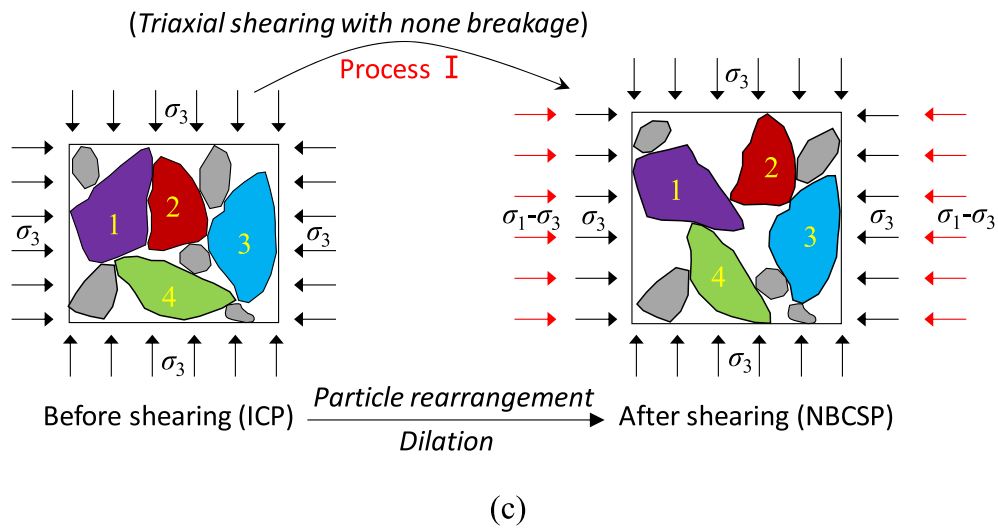 (Triaxial shearing with none breakage)
Process I
σ3
σ3
1
2
3
4
σ3
σ3
σ3
σ1-σ3
σ3
1
2
3
4
σ3
σ1-σ3
σ3
Before shearing (ICP)
Particle rearrangement
Dilation
After shearing (NBCSP)
(c)